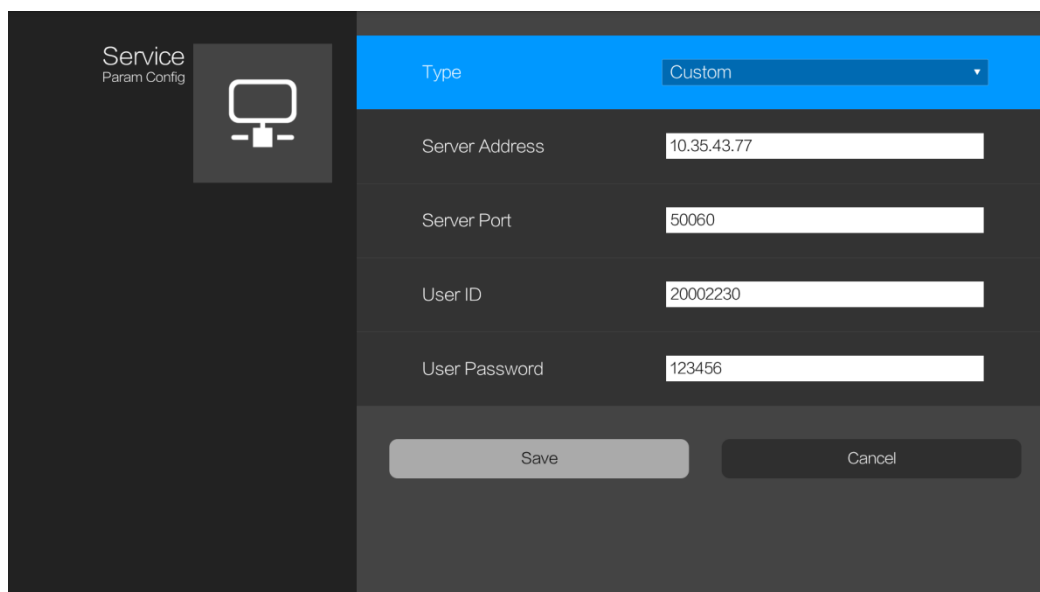 Service
Param Config
Type
Custom
Server Address
10.35.43.77
Server Port
50060
User ID
20002230
User Password
123456
Save
Cancel